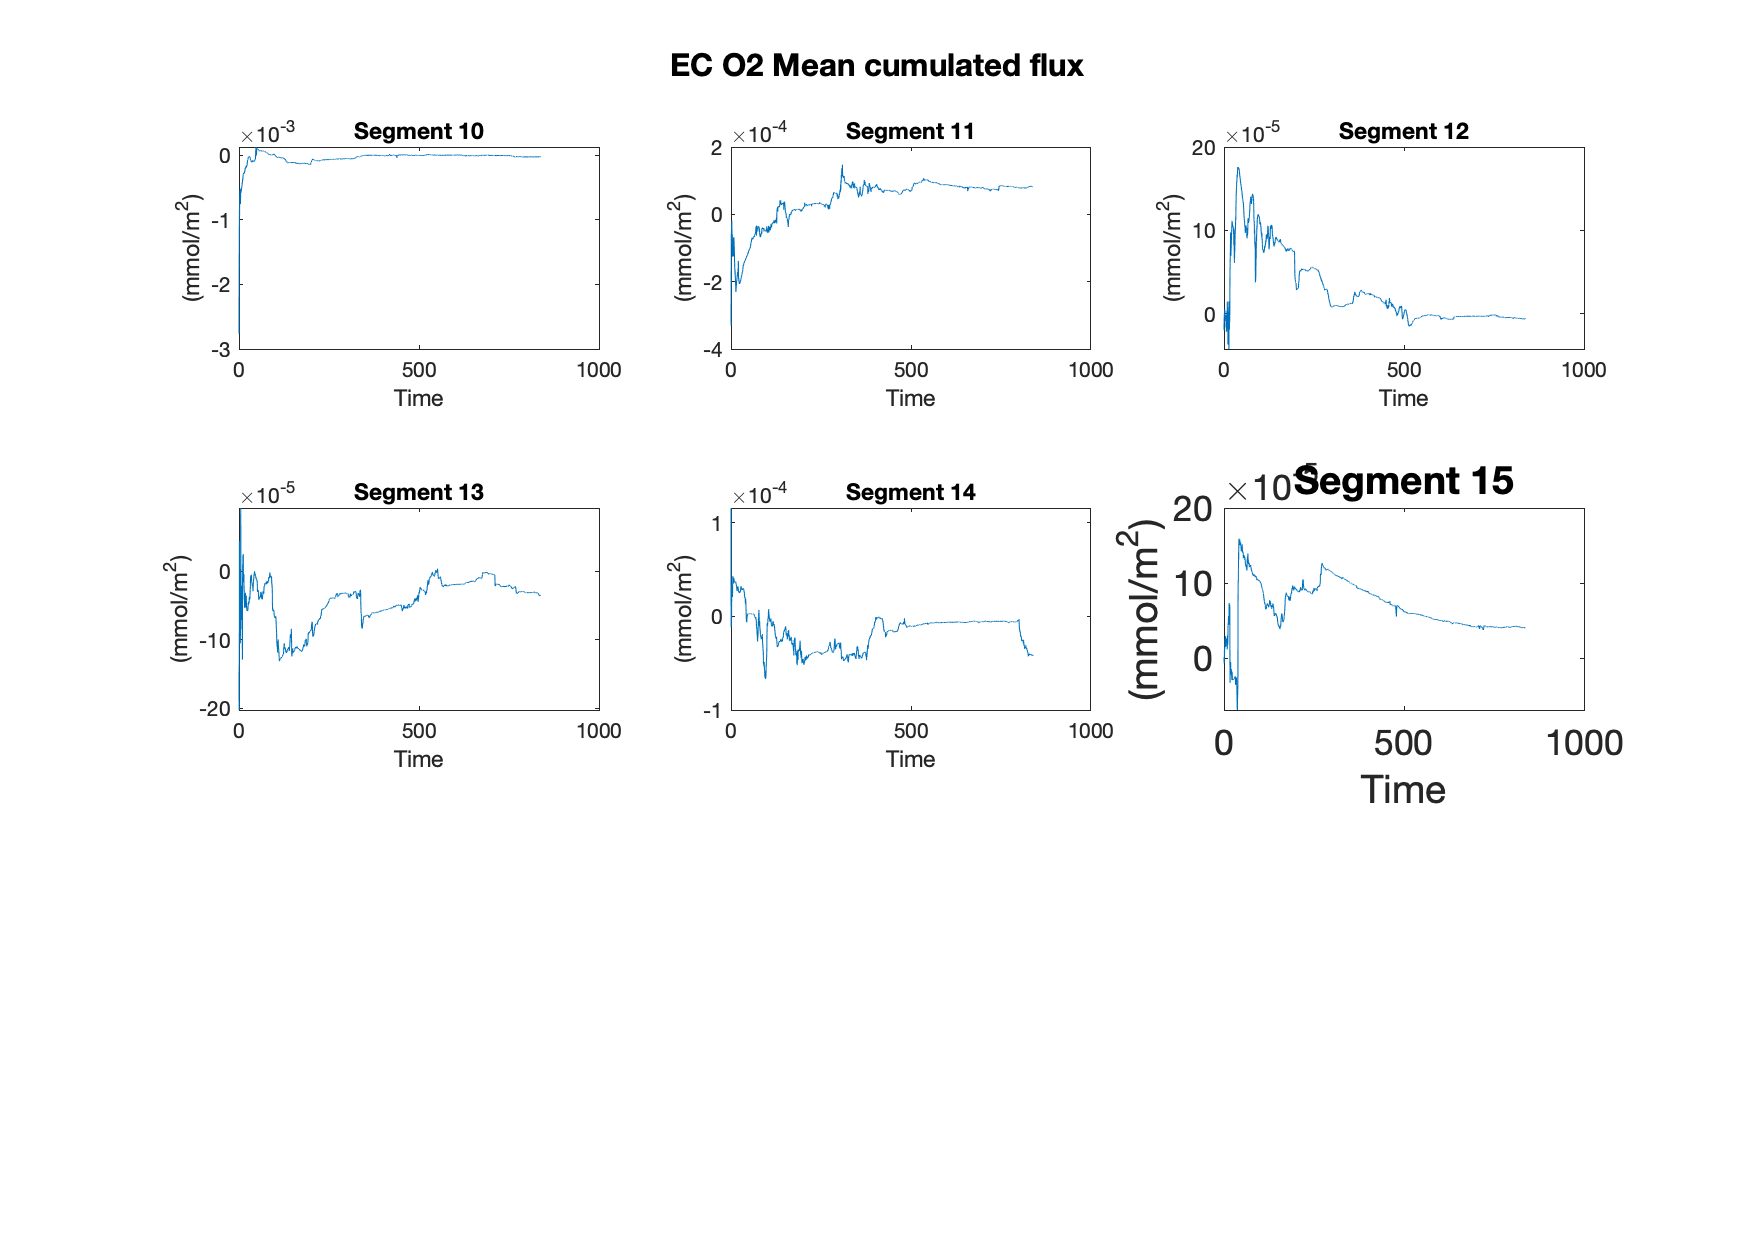 EC O2 Mean cumulated flux
×10^-3 Segment 10
0
-1
-2
-3
(mmol/m^2)
0 500 1000
Time
×10^-4 Segment 11
2
0
-2
-4
(mmol/m^2)
0 500 1000
Time
×10^-5 Segment 12
20
10
0
(mmol/m^2)
0 500 1000
Time
×10^-5 Segment 13
0
-10
-20
(mmol/m^2)
0 500 1000
Time
×10^-4 Segment 14
1
0
-1
(mmol/m^2)
0 500 1000
Time
×10 Segment 15
20
10
0
(mmol/m^2)
0 500 1000
Time